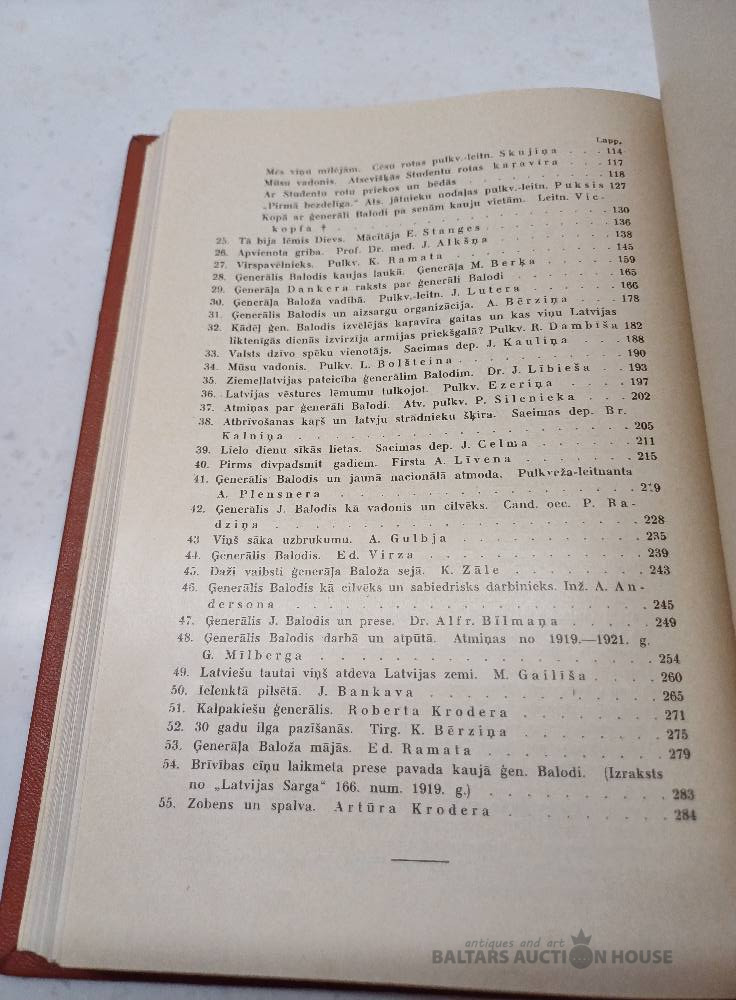 Lapp.
Mēs viņu mīlējām. Cēsu rotas pulkv.-leitn. Skujiņa . . . 114
Mūsu vadonis. Atsevišķās Studentu rotas karavīra . . . 117
Ar Studentu rotu priekos un bēdās . . . . . . . 118
„Pirmā bezdelīga.“ Ats. jātnieku nodaļas pulkv.-leitn. Puksis 127
Kopā ar ģenerāli Balodi pa senām kauju vietām. Leitn. Vic-
kopfa † . . . . . . . . . . . . 130
25. Tā bija lēmis Dievs. Mācītāja E. Stanges . . . . . 136
26. Apvienota griba. Prof. Dr. med. J. Alkšņa . . . . . 138
27. Virspavēlnieks. Pulkv. K. Ramata . . . . . . 145
28. Ģenerālis Balodis kaujas laukā. Ģenerāļa M. Berķa . . . 159
29. Ģenerāļa Dankera raksts par ģenerāli Balodi . . . . . 165
30. Ģenerāļa Baloža vadībā. Pulkv.-leitn. J. Lutera . . . . 166
31. Ģenerālis Balodis un aizsargu organizācija. A. Bērziņa . . . 178
32. Kādēļ ģen. Balodis izvēlējās karavīra gaitas un kas viņu Latvijas
liktenīgās dienās izvirzīja armijas priekšgalā? Pulkv. R. Dambīša 182
33. Valsts dzīvo spēku vienotājs. Saeimas dep. J. Kauliņa . . . 188
34. Mūsu vadonis. Pulkv. L. Bolšteina . . . . . . . 190
35. Ziemeļlatvijas pateicība ģenerālim Balodim. Dr. J. Lībieša . . 193
36. Latvijas vēstures lēmumu tulkojot. Pulkv. Ezeriņa . . . . 197
37. Atmiņas par ģenerāli Balodi. Atv. pulkv. P. Silenieka . . . 202
38. Atbrīvošanas karš un latvju strādnieku šķira. Saeimas dep. Br.
Kalniņa . . . . . . . . . . . . . 205
39. Lielo dienu sīkās lietas. Saeimas dep. J. Celma . . . . . 211
40. Pirms divpadsmit gadiem. Firsta A. Līvena . . . . . . 215
41. Ģenerālis Balodis un jaunā nacionālā atmoda. Pulkveža-leitnanta
A. Plensnera . . . . . . . . . . . . 219
42. Ģenerālis J. Balodis kā vadonis un cilvēks. Cand. oec. P. Ra-
dziņa . . . . . . . . . . . . . . 228
43 Viņš sāka uzbrukumu. A. Gulbja . . . . . . . . 235
44. Ģenerālis Balodis. Ed. Virza . . . . . . . . . 239
45. Daži vaibsti ģenerāļa Baloža sejā. K. Zāle . . . . . . 243
46. Ģenerālis Balodis kā cilvēks un sabiedrisks darbinieks. Inž. A. An-
dersona . . . . . . . . . . . . . 245
47. Ģenerālis J. Balodis un prese. Dr. Alfr. Bīlmaņa . . . . . 249
48. Ģenerālis Balodis darbā un atpūtā. Atmiņas no 1919.—1921. g.
G. Mīlberga . . . . . . . . . . . . . 254
49. Latviešu tautai viņš atdeva Latvijas zemi. M. Gailīša . . . . 260
50. Ielenktā pilsētā. J. Bankava . . . . . . . . . 265
51. Kalpakiešu ģenerālis. Roberta Krodera . . . . . . . 271
52. 30 gadu ilga pazīšanās. Tirg. K. Bērziņa . . . . . . 275
53. Ģenerāļa Baloža mājās. Ed. Ramata . . . . . . . 279
54. Brīvības cīņu laikmeta prese pavada kaujā ģen. Balodi. (Izraksts
no „Latvijas Sarga“ 166. num. 1919. g.) . . . . . . . . 283
55. Zobens un spalva. Artūra Krodera . . . . . . . . 284
antiques and art
BALTARS AUCTION HOUSE